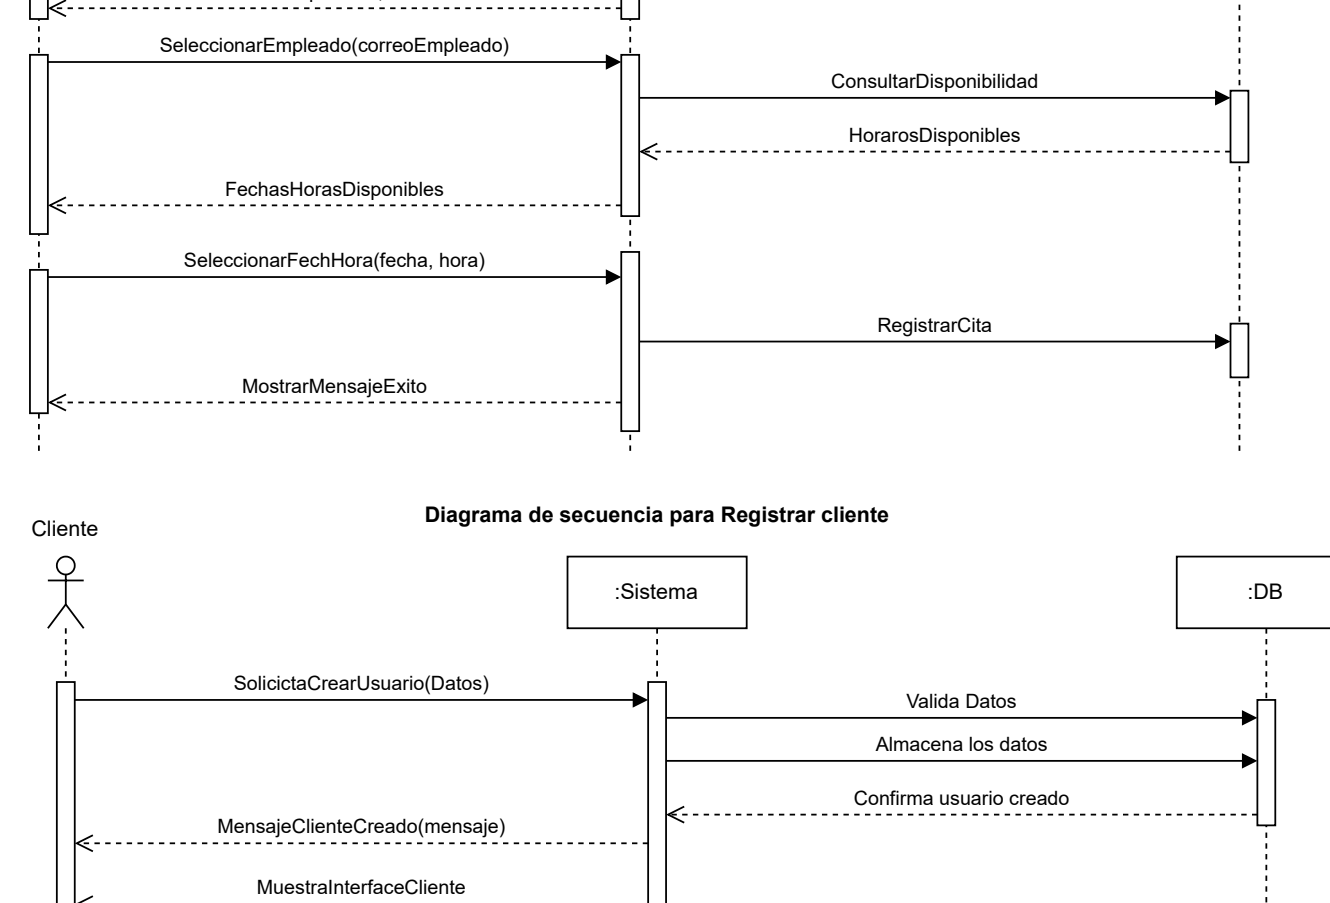 SeleccionarEmpleado(correoEmpleado)
ConsultarDisponibilidad
HorarosDisponibles
FechasHorasDisponibles
SeleccionarFechHora(fecha, hora)
RegistrarCita
MostrarMensajeExito
Diagrama de secuencia para Registrar cliente
Cliente
:Sistema
:DB
SolicictaCrearUsuario(Datos)
Valida Datos
Almacena los datos
Confirma usuario creado
MensajeClienteCreado(mensaje)
MuestraInterfaceCliente